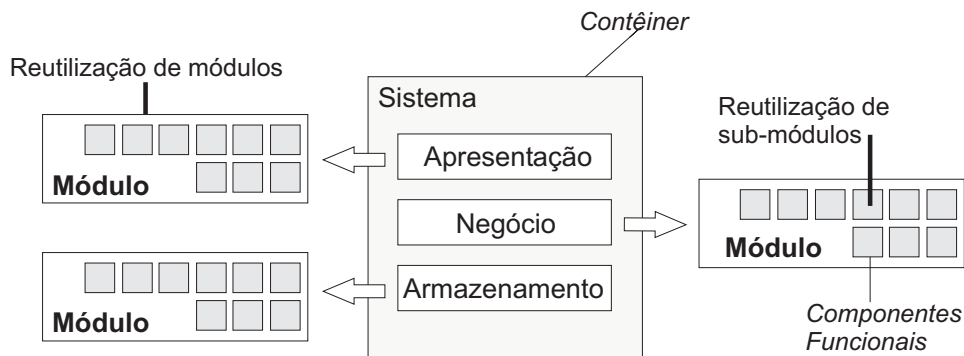 Contêiner
Reutilização de módulos
Módulo
Sistema
Apresentação
Negócio
Armazenamento
Reutilização de
sub-módulos
Módulo
Módulo
Componentes
Funcionais